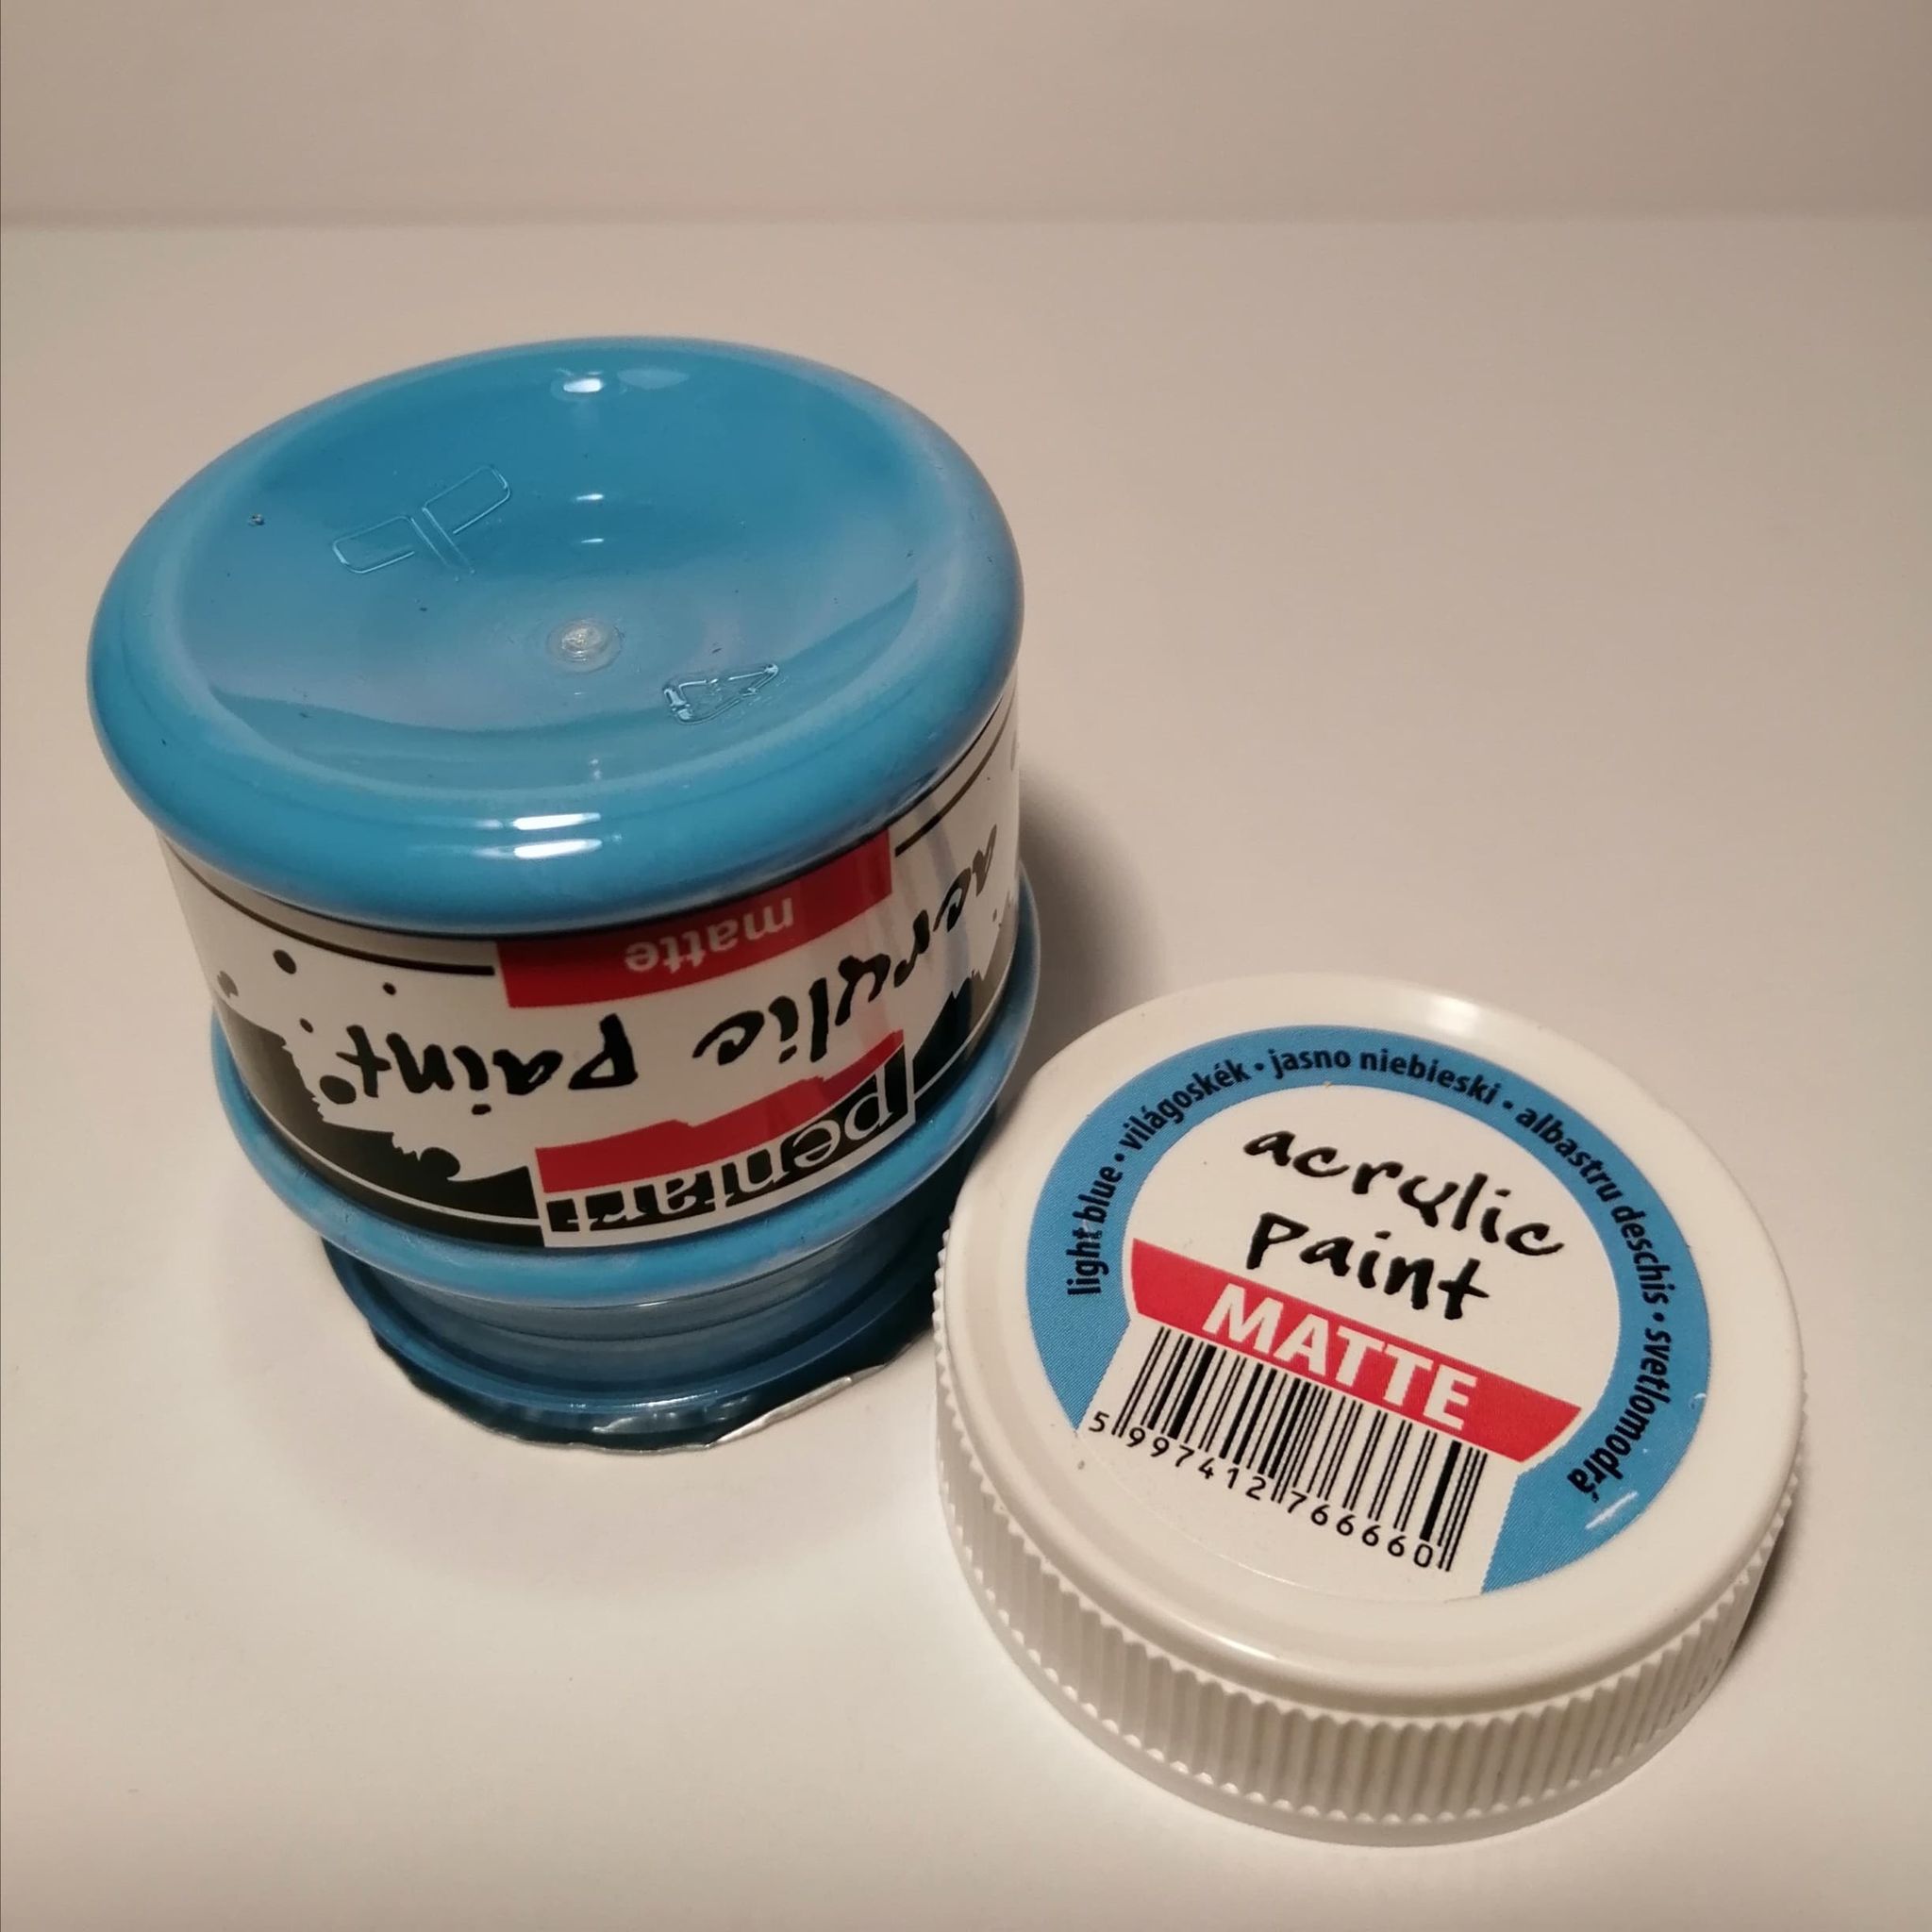 matte
acrylic paint
pentart
light blue • világoskék • jasno niebieski • albastru deschis • svetlomodrá
acrylic
paint
MATTE
5 997412 766660